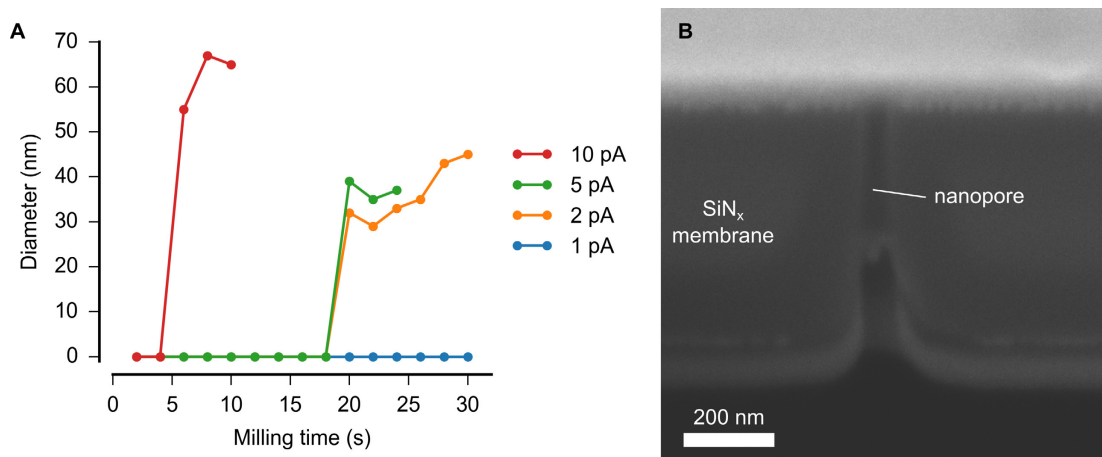 A
70
60
50
40
30
20
10
0
Diameter (nm)
0 5 10 15 20 25 30
Milling time (s)
10 pA
5 pA
2 pA
1 pA
B
nanopore
SiNx
membrane
200 nm